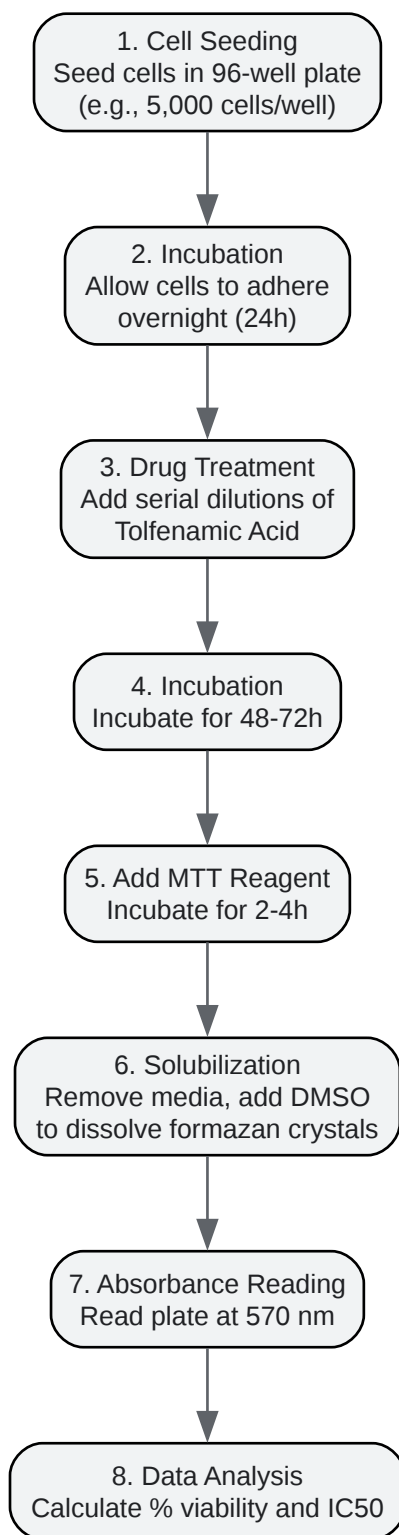 1. Cell Seeding
Seed cells in 96-well plate
(e.g., 5,000 cells/well)
2. Incubation
Allow cells to adhere
overnight (24h)
3. Drug Treatment
Add serial dilutions of
Tolfenamic Acid
4. Incubation
Incubate for 48-72h
5. Add MTT Reagent
Incubate for 2-4h
6. Solubilization
Remove media, add DMSO
to dissolve formazan crystals
7. Absorbance Reading
Read plate at 570 nm
8. Data Analysis
Calculate % viability and IC50